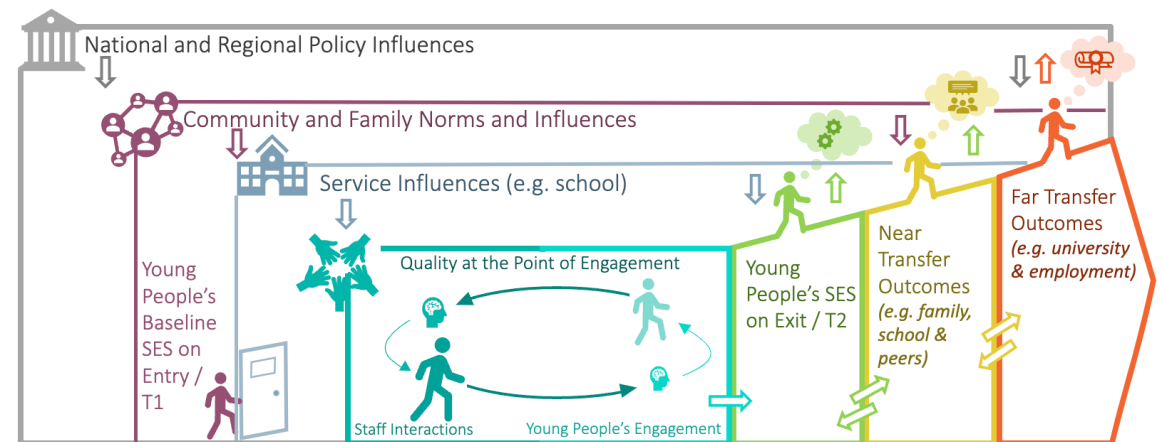 National and Regional Policy Influences
Community and Family Norms and Influences
Service Influences (e.g. school)
Young
People's
Baseline
SES on
Entry /
T1
Quality at the Point of Engagement
Staff Interactions
Young People's Engagement
Young
People's SES
on Exit / T2
Near
Transfer
Outcomes
(e.g. family,
school &
peers)
Far Transfer
Outcomes
(e.g. university
& employment)